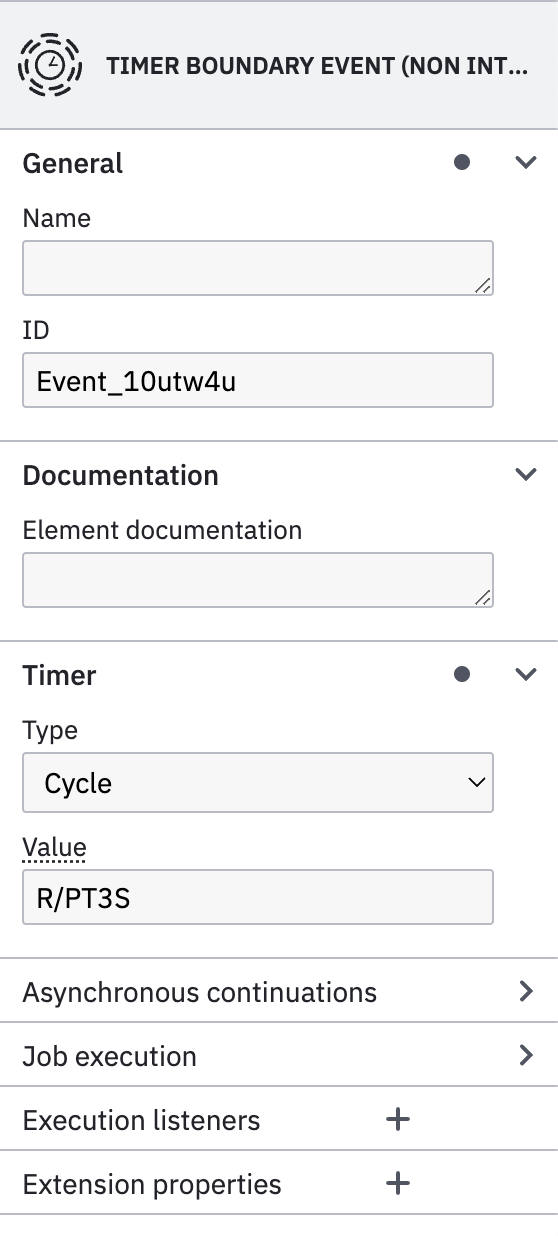 TIMER BOUNDARY EVENT (NON INT...
General
Name
ID
Event_10utw4u
Documentation
Element documentation
Timer
Type
Cycle
Value
R/PT3S
Asynchronous continuations
Job execution
Execution listeners
Extension properties